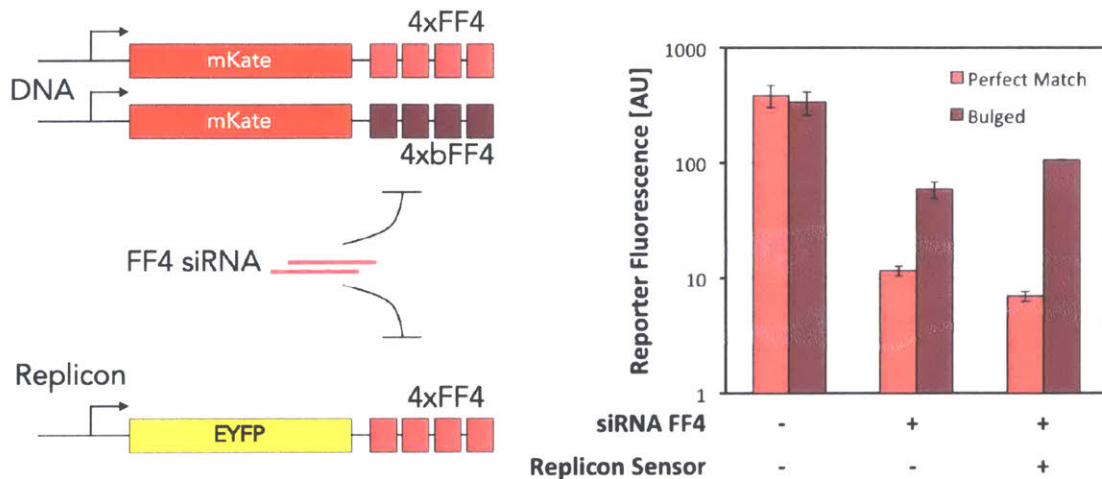 4xFF4
mKate
DNA
mKate
4xbFF4
FF4 siRNA
Replicon
4xFF4
EYFP
Reporter Fluorescence [AU]
1000
100
10
1
Perfect Match
Bulged
siRNA FF4 - + +
Replicon Sensor - - +